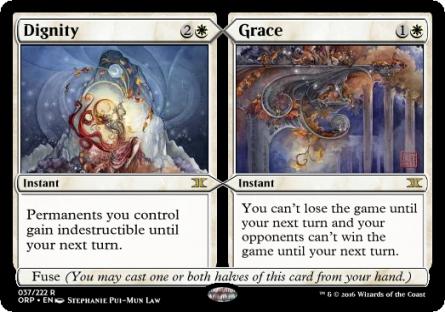 Dignity 2
Instant
Permanents you control
gain indestructible until
your next turn.
Grace 1
Instant
You can't lose the game until
your next turn and your
opponents can't win the
game until your next turn.
Fuse (You may cast one or both halves of this card from your hand.)
037/222 R
ORP • EN STEPHANIE PUI-MUN LAW
™ & © 2016 Wizards of the Coast